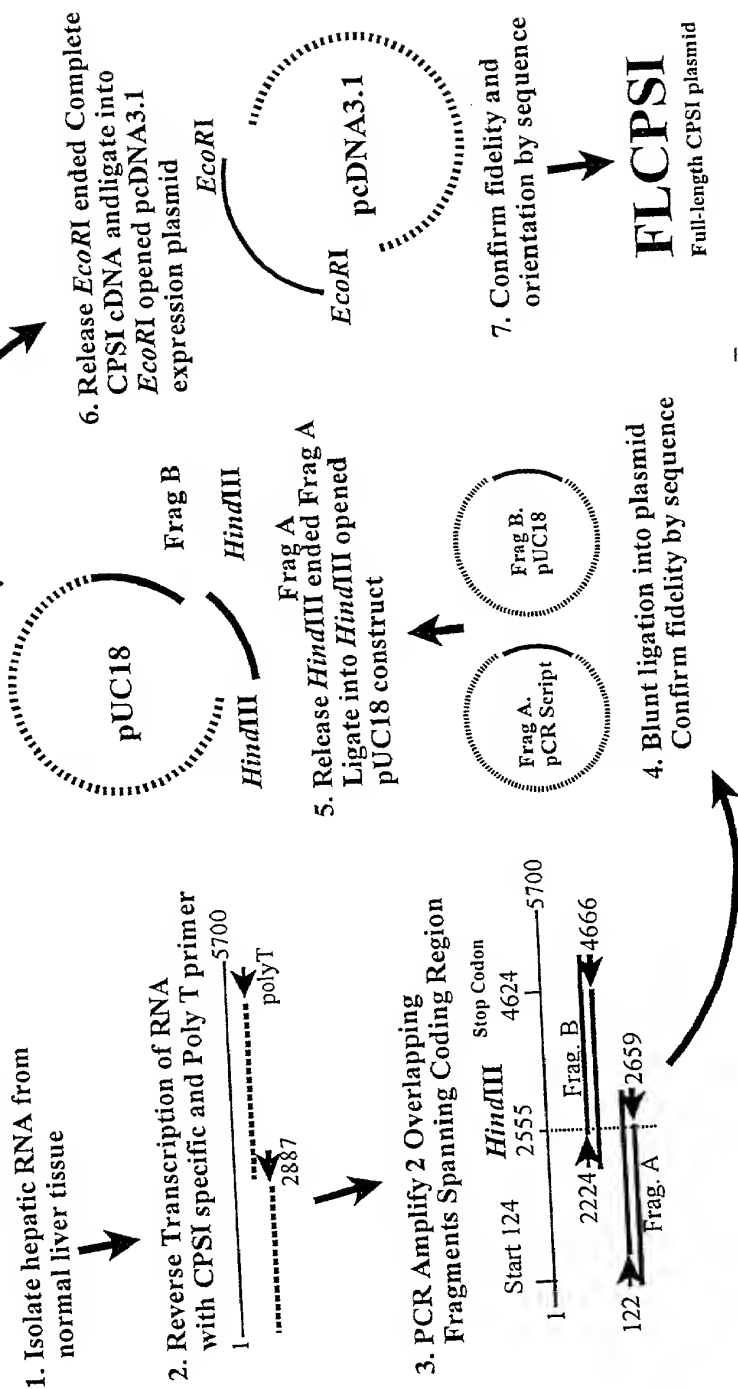 1. Isolate hepatic RNA from
normal liver tissue
2. Reverse Transcription of RNA
with CPSI specific and Poly T primer
1
5700
polyT
2887
3. PCR Amplify 2 Overlapping
Fragments Spanning Coding Region
Start 124
HindIII
2555
Stop Codon
4624
1
5700
2224
Frag. B
4666
122
Frag. A
2659
4. Blunt ligation into plasmid
Confirm fidelity by sequence
Frag A.
pCR Script
Frag B.
pUC18
5. Release HindIII ended Frag A
Ligate into HindIII opened
pUC18 construct
pUC18
HindIII
Frag A
HindIII
Frag B
6. Release EcoRI ended Complete
CPSI cDNA andligate into
EcoRI opened pcDNA3.1
expression plasmid
EcoRI
EcoRI
pcDNA3.1
7. Confirm fidelity and
orientation by sequence
FLCPSI
Full-length CPSI plasmid